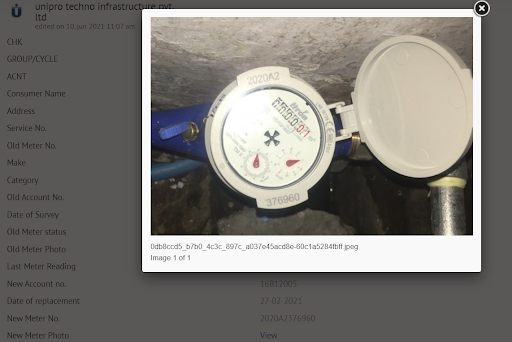 unipro techno infrastructure pvt.
ltd
edited on 10 Jun 2021 11:07 am
CHK
GROUP/CYCLE
ACNT
Consumer Name
Address
Service No.
Old Meter No.
Make
Category
Old Account No.
Date of Survey
Old Meter status
Old Meter Photo
Last Meter Reading
New Account no. 16B12005
Date of replacement 27-02-2021
New Meter No. 2020A2376960
New Meter Photo View
2020A2
376960
0db8ccd5_b7b0_4c3c_897c_a037e45acd8e-60c1a5284fbff.jpeg
Image 1 of 1